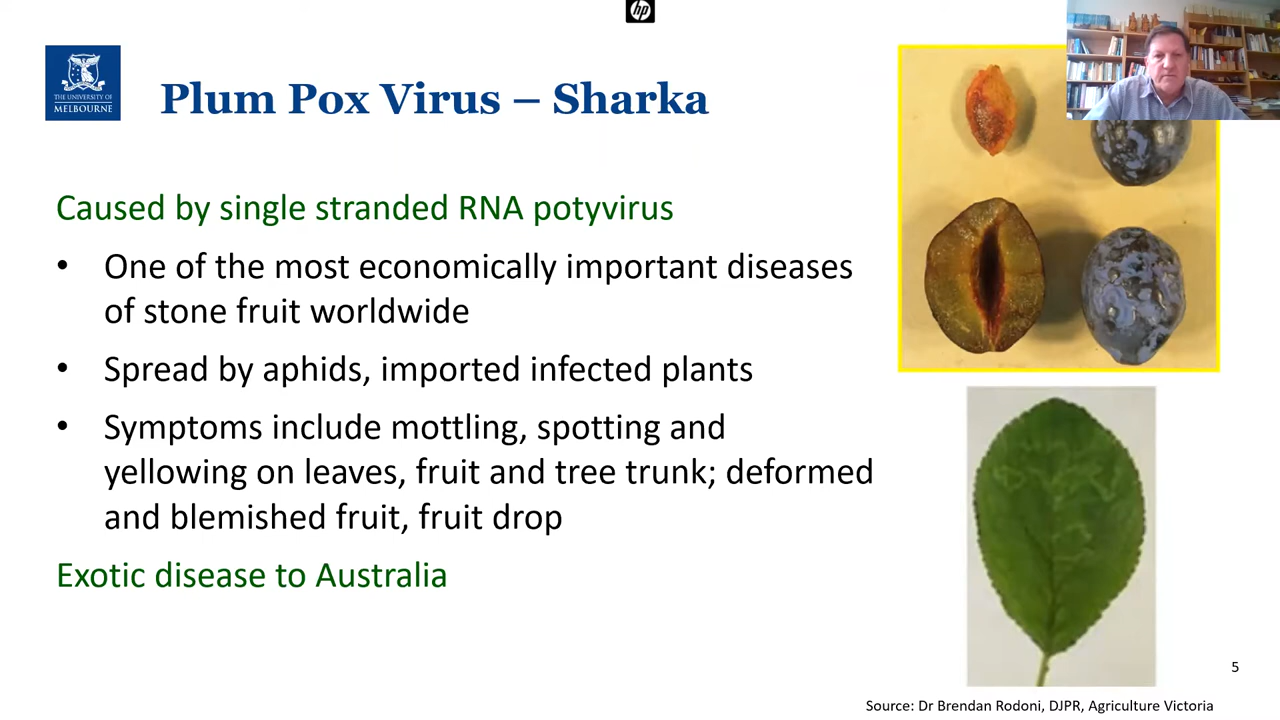 hp
THE UNIVERSITY OF
MELBOURNE
Plum Pox Virus – Sharka
Caused by single stranded RNA potyvirus
• One of the most economically important diseases
of stone fruit worldwide
• Spread by aphids, imported infected plants
• Symptoms include mottling, spotting and
yellowing on leaves, fruit and tree trunk; deformed
and blemished fruit, fruit drop
Exotic disease to Australia
5
Source: Dr Brendan Rodoni, DJPR, Agriculture Victoria